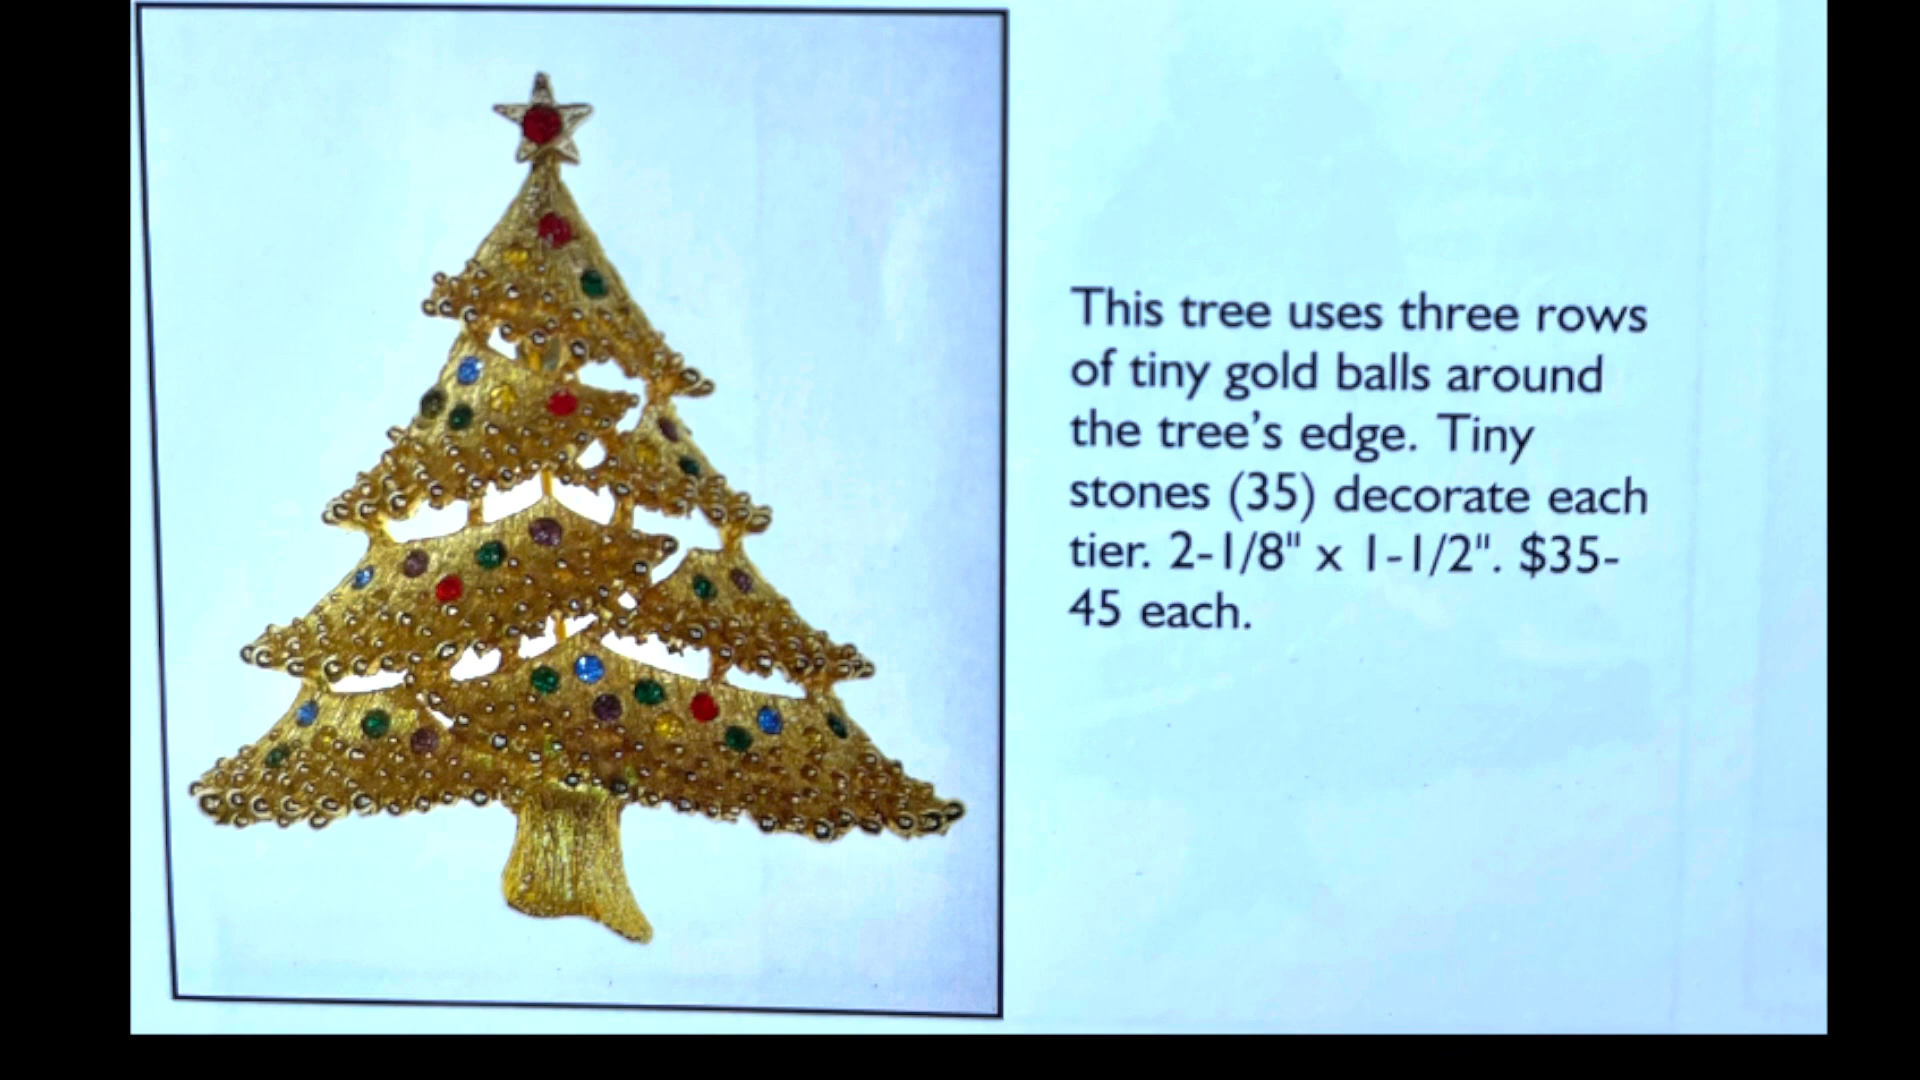 This tree uses three rows
of tiny gold balls around
the tree's edge. Tiny
stones (35) decorate each
tier. 2-1/8" x 1-1/2". $35-
45 each.